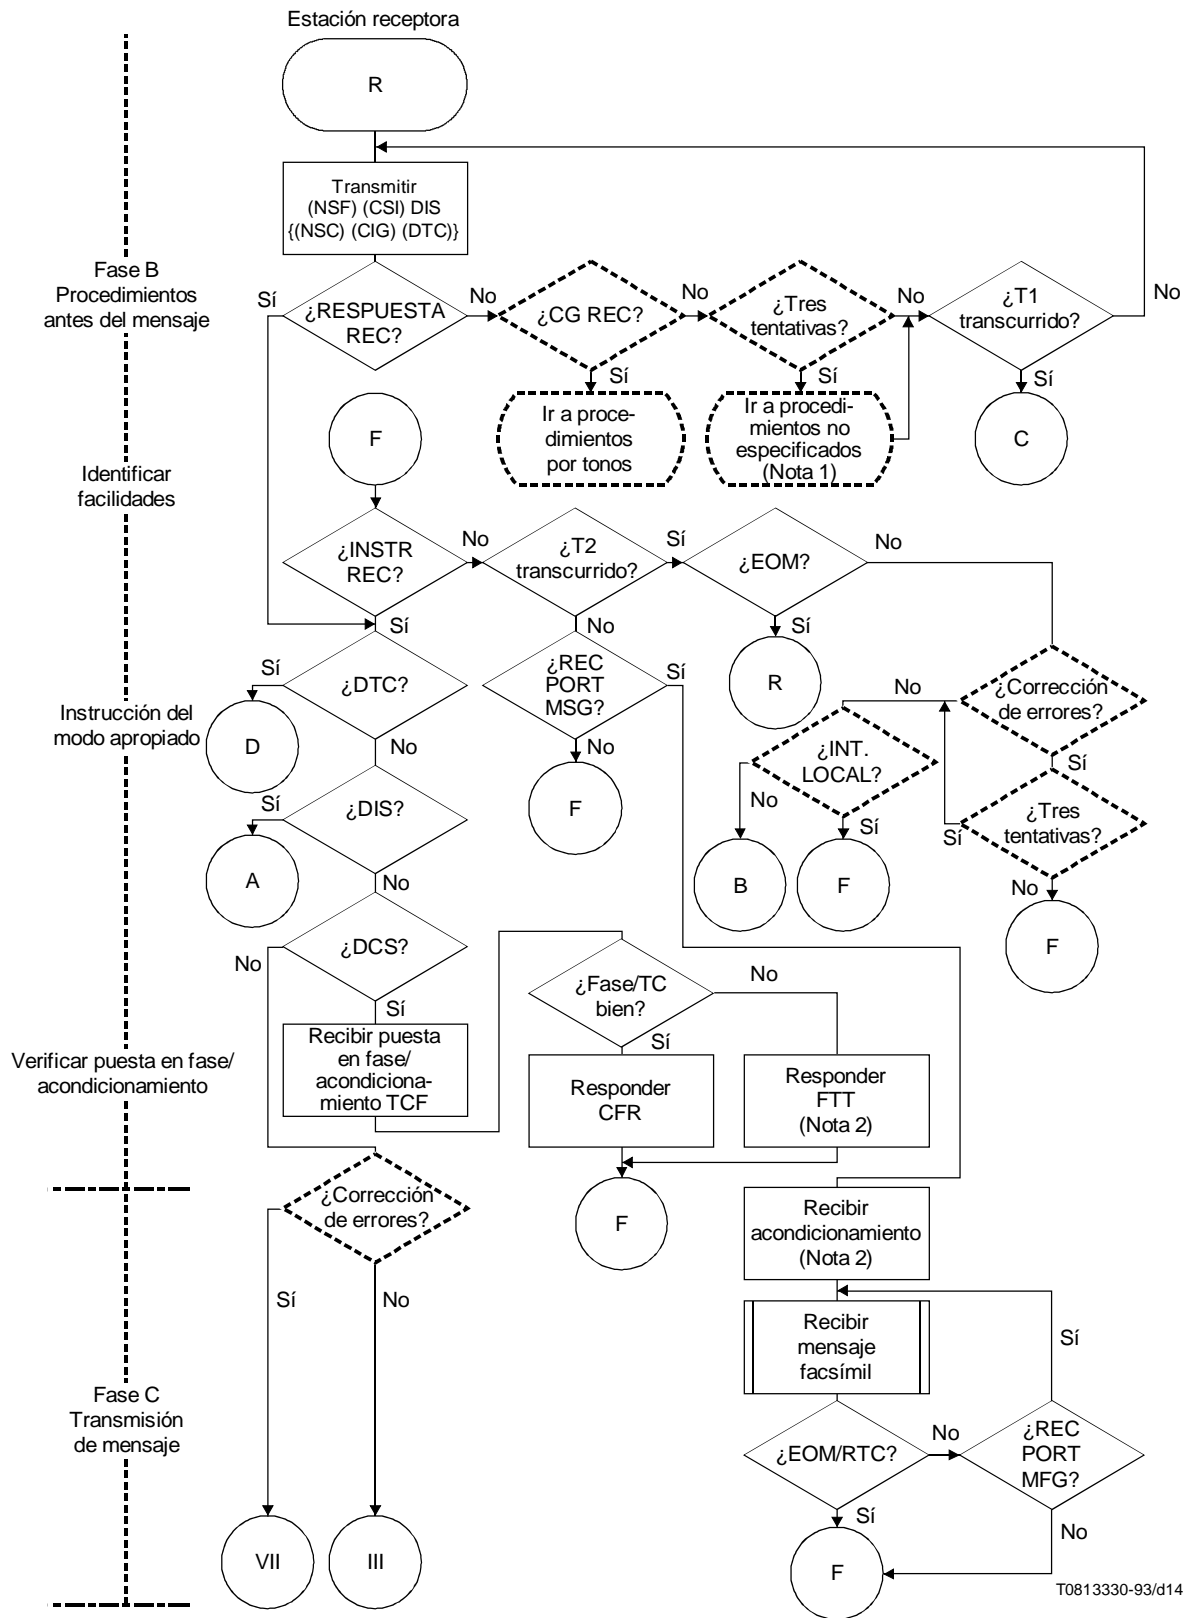 Estación receptora
R
Transmitir
(NSF) (CSI) DIS
{(NSC) (CIG) (DTC)}
Fase B
Procedimientos
antes del mensaje
Sí
¿RESPUESTA
REC?
No
¿CG REC?
No
¿Tres
tentativas?
No
¿T1
transcurrido?
No
Sí
Sí
Sí
F
Ir a proce-
dimientos
por tonos
Ir a procedi-
mientos no
especificados
(Nota 1)
C
Identificar
facilidades
¿INSTR
REC?
No
¿T2
transcurrido?
Sí
¿EOM?
No
Sí
No
Sí
Sí
¿DTC?
¿REC
PORT
MSG?
Sí
R
No
¿Corrección
de errores?
Instrucción del
modo apropiado
D
No
No
¿INT.
LOCAL?
Sí
Sí
¿DIS?
F
No
Sí
Sí
¿Tres
tentativas?
A
B
F
No
No
F
No
¿DCS?
Sí
¿Fase/TC
bien?
No
Sí
Verificar puesta en fase/
acondicionamiento
Recibir puesta
en fase/
acondiciona-
miento TCF
Responder
CFR
Responder
FTT
(Nota 2)
¿Corrección
de errores?
F
Recibir
acondicionamiento
(Nota 2)
Sí
No
Recibir
mensaje
facsímil
Sí
Fase C
Transmisión
de mensaje
¿EOM/RTC?
No
¿REC
PORT
MFG?
Sí
No
VII
III
F
T0813330-93/d14